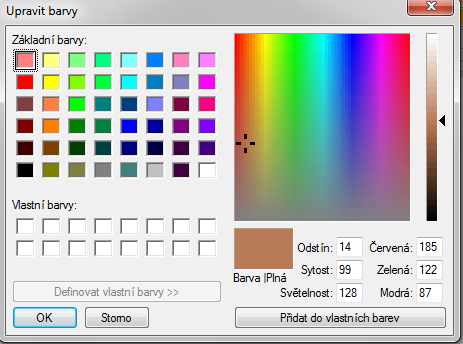 Upravit barvy
Základní barvy:
Vlastní barvy:
Definovat vlastní barvy >>
OK
Storno
Barva |Plná
Odstín: 14
Sytost: 99
Světelnost: 128
Červená: 185
Zelená: 122
Modrá: 87
Přidat do vlastních barev